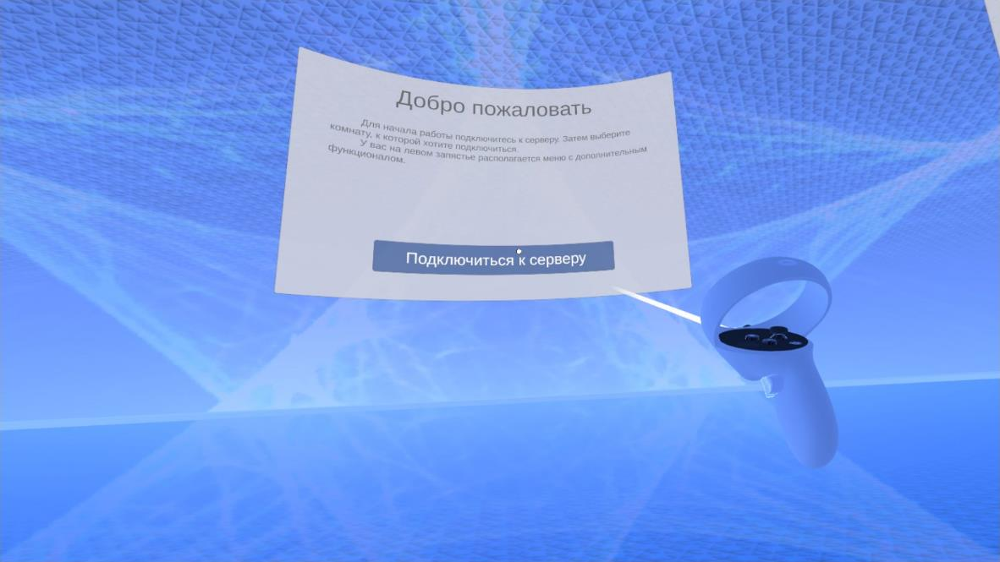 Добро пожаловать
Для начала работы подключитесь к серверу. Затем выберите
комнату, к которой хотите подключиться.
У вас на левом запястье располагается меню с дополнительным
функционалом.
Подключиться к серверу